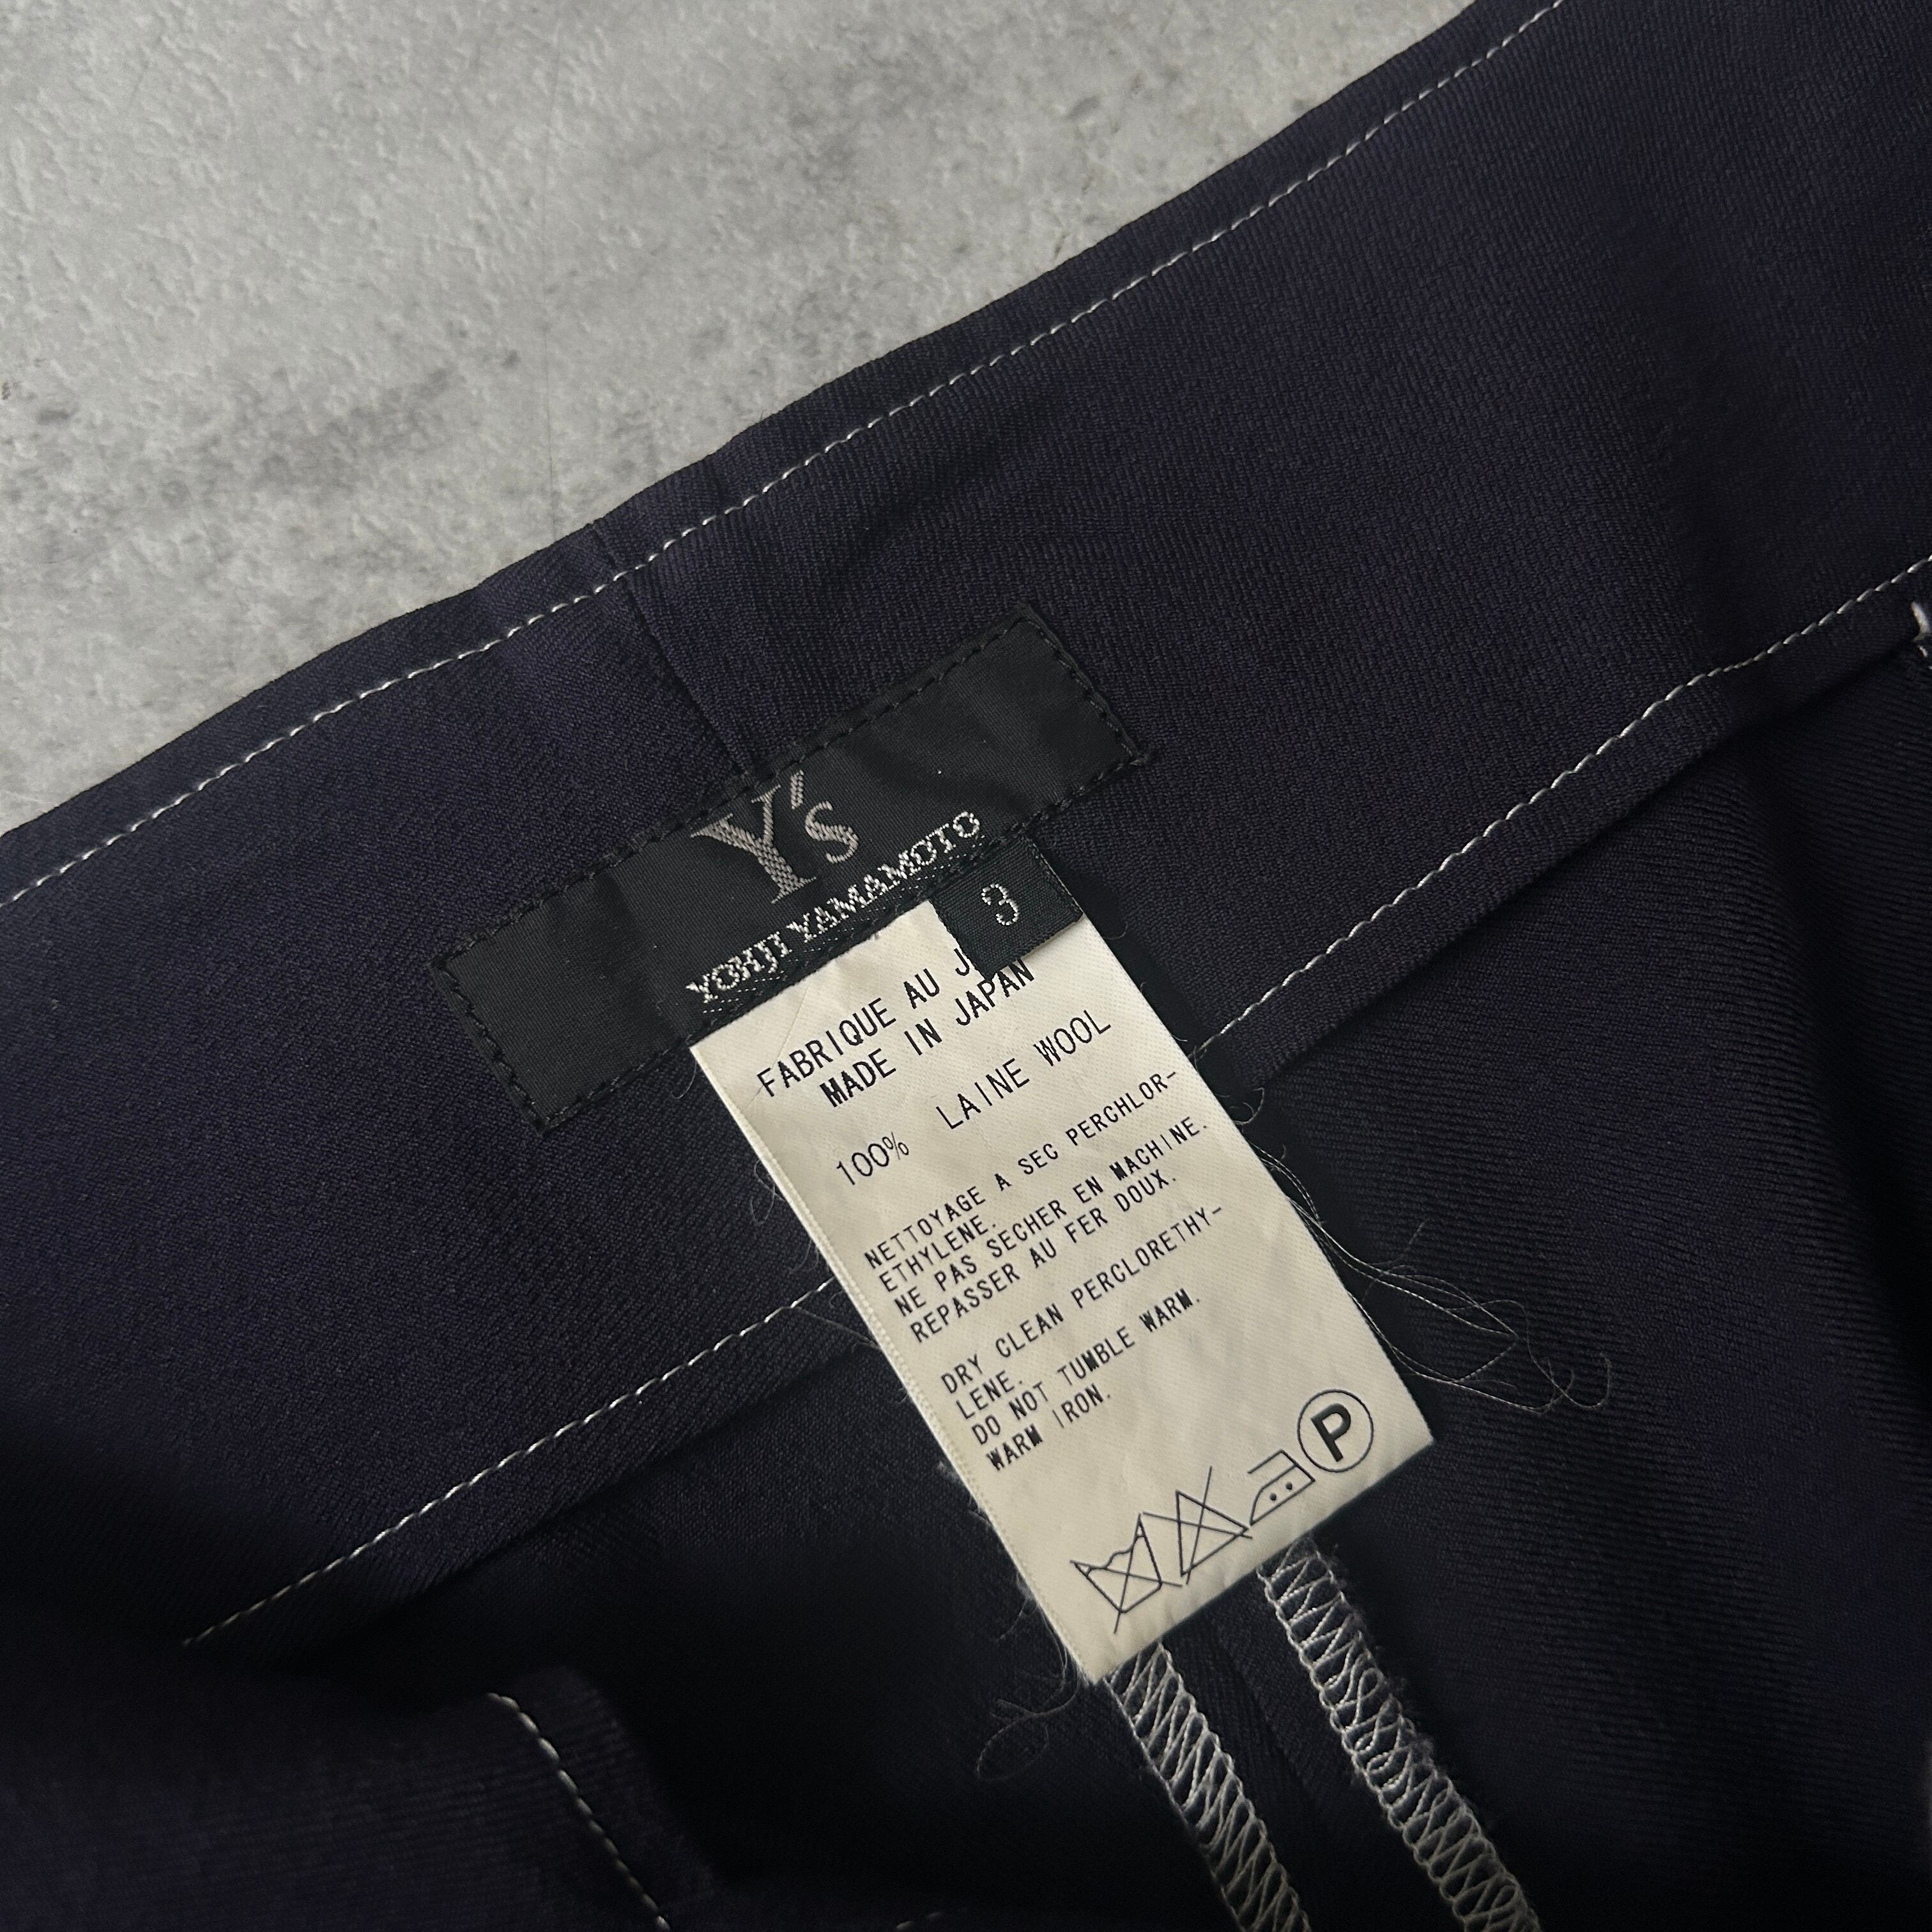 Y's
YOHJI YAMAMOTO
3
FABRIQUE AU
MADE IN JAPAN
100% LAINE WOOL
NETTOYAGE A SEC PERCHLOR-
ETHYLENE.
NE PAS SECHER EN MACHINE.
REPASSER AU FER DOUX.
DRY CLEAN PERCLORETHY-
LENE.
DO NOT TUMBLE WARM.
WARM IRON.
P